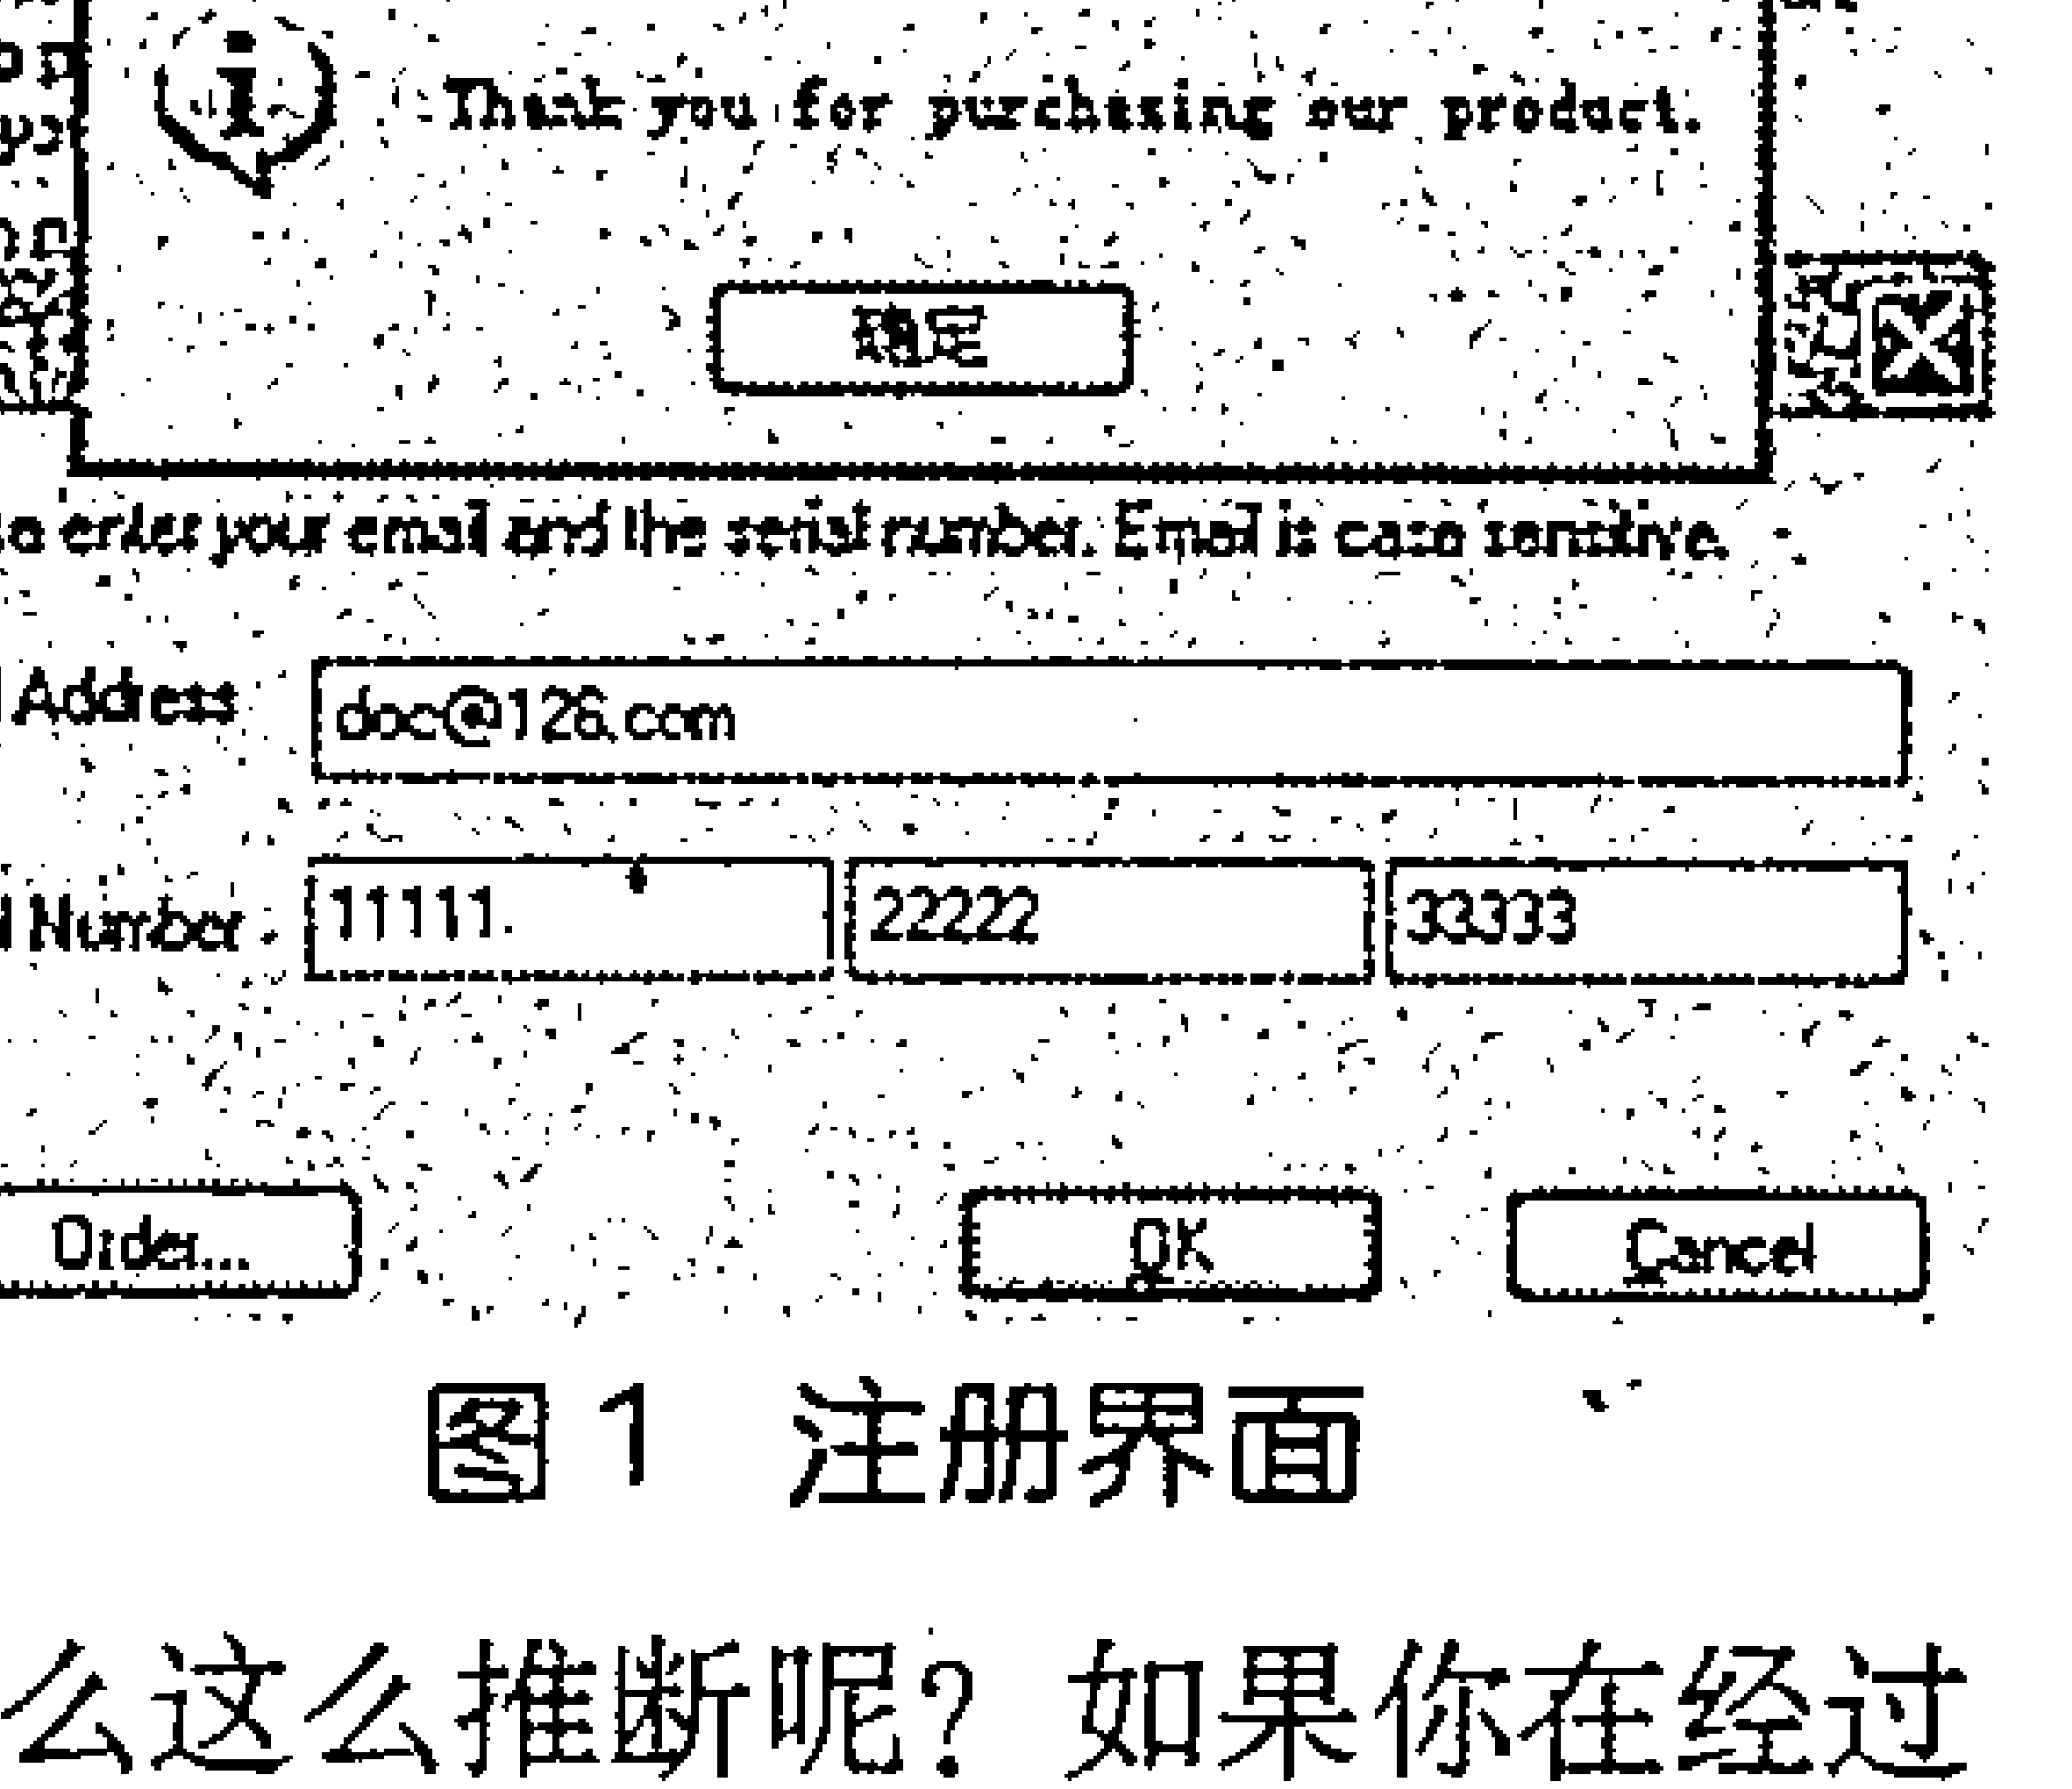 Thank you for purchasing our product.
确定
enter your email and the serial number. Email is case sensitive.
Address
doc@126.com
Number
11111
22222
33333
Order...
OK
Cancel
图1 注册界面
么这么推断呢？如果你在经过